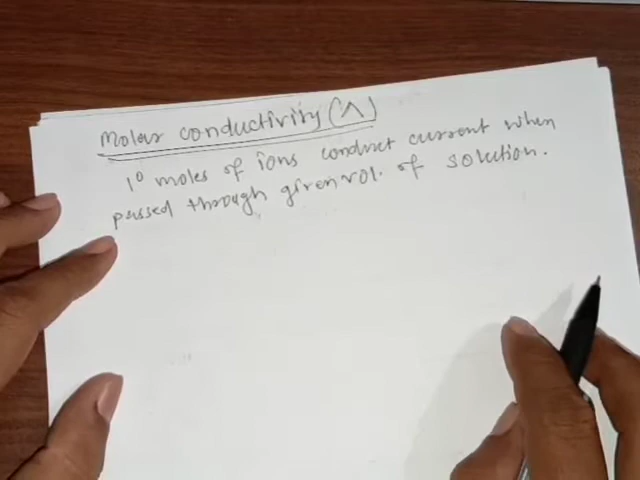 Molar conductivity (Λ)
1° moles of ions conduct current when
passed through given vol. of solution.